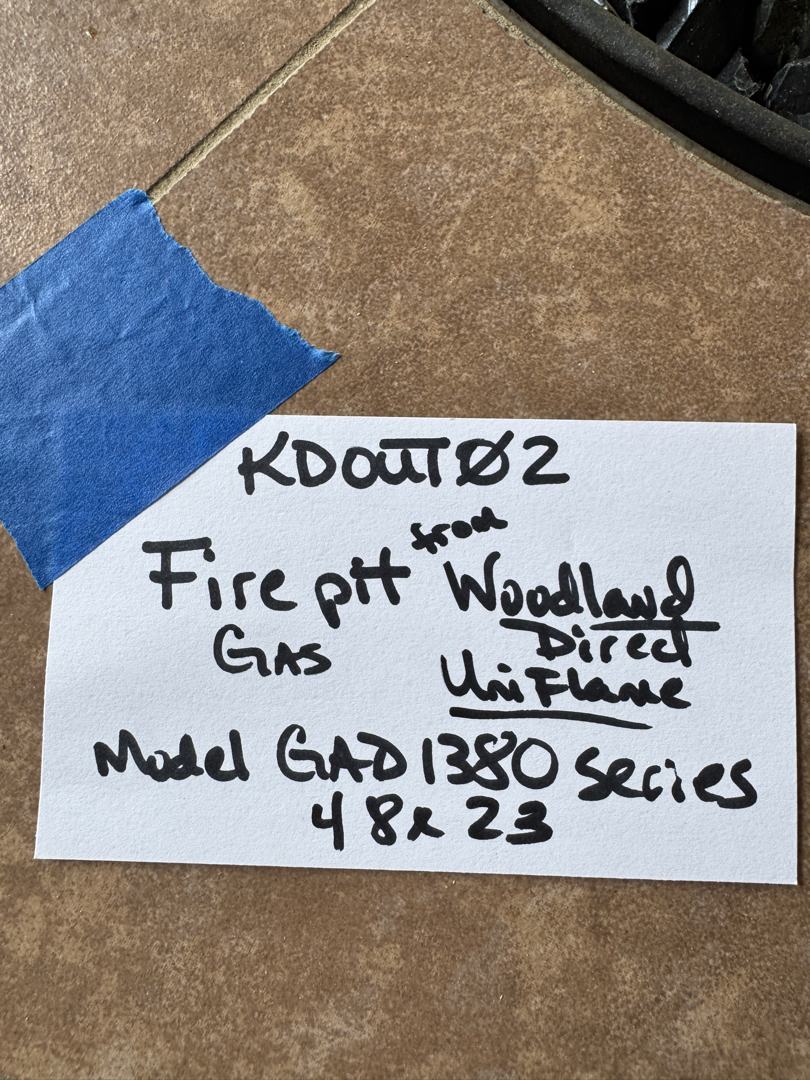 KDOUTØ2
Fire pit from Woodland
Direct
GAS
UniFlame
Model GAD1380 series
48x23